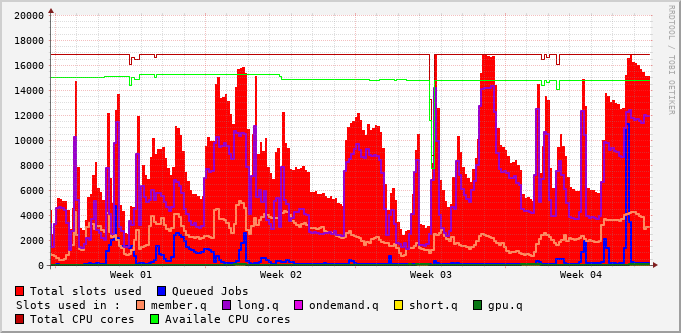 RRDTOOL / TOBI OETIKER
20000
18000
16000
14000
12000
10000
8000
6000
4000
2000
0
Week 01 Week 02 Week 03 Week 04
Total slots used Queued Jobs
Slots used in : member.q long.q ondemand.q short.q gpu.q
Total CPU cores Availale CPU cores